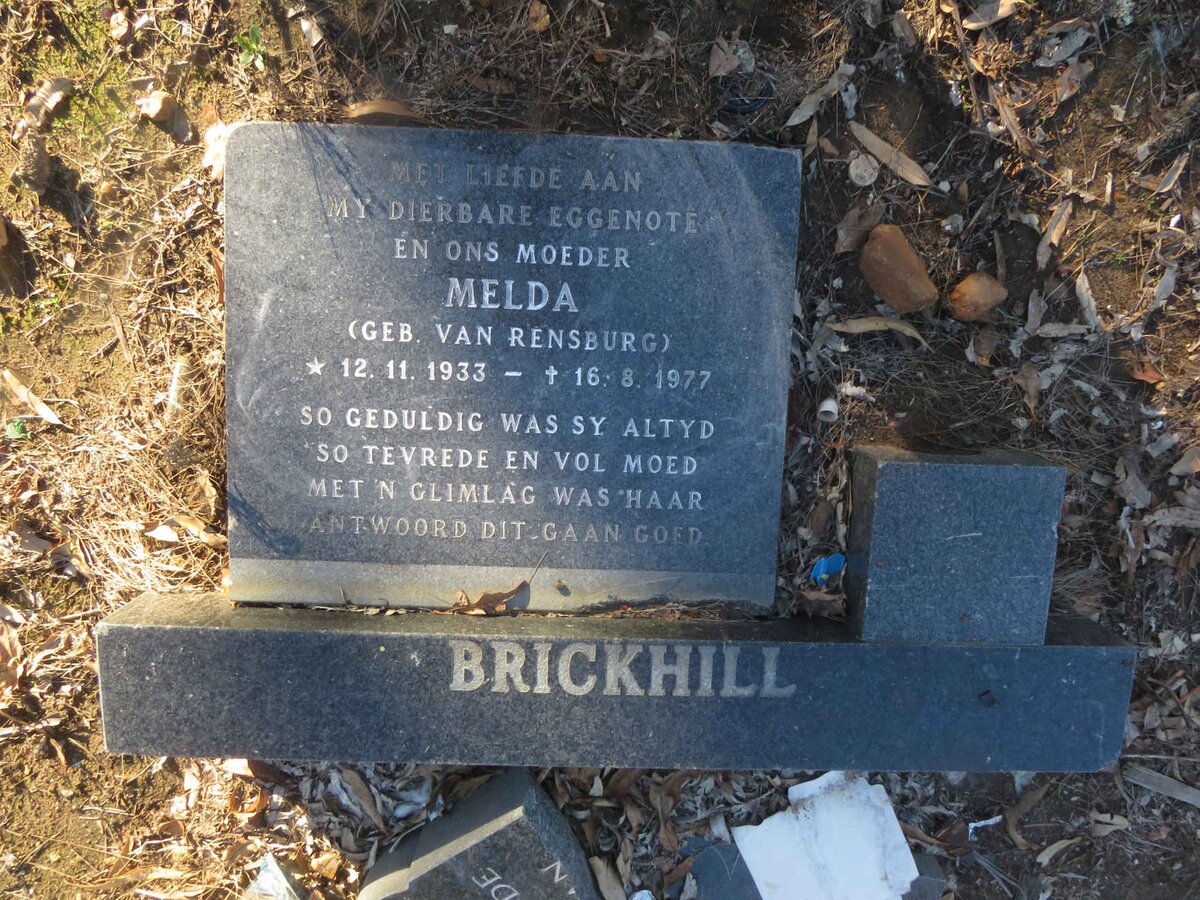 MET LIEFDE AAN
MY DIERBARE EGGENOTE
EN ONS MOEDER
MELDA
(GEB. VAN RENSBURG)
★ 12. 11. 1933 – ✝ 16. 8. 1977
SO GEDULDIG WAS SY ALTYD
SO TEVREDE EN VOL MOED
MET 'N GLIMLAG WAS HAAR
ANTWOORD DIT GAAN GOED
BRICKHILL
DE
AN